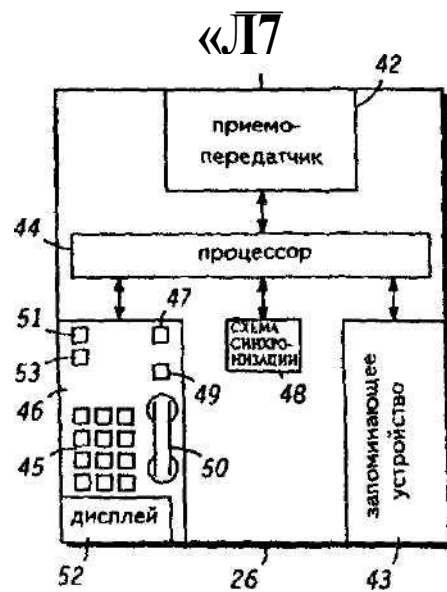 «Л7
42
приемо-
передатчик
44
процессор
51
47
53
СХЕМА
СИНХРО-
НИЗАЦИИ
46
49
48
45
50
запоминающее
устройство
дисплей
52
26
43